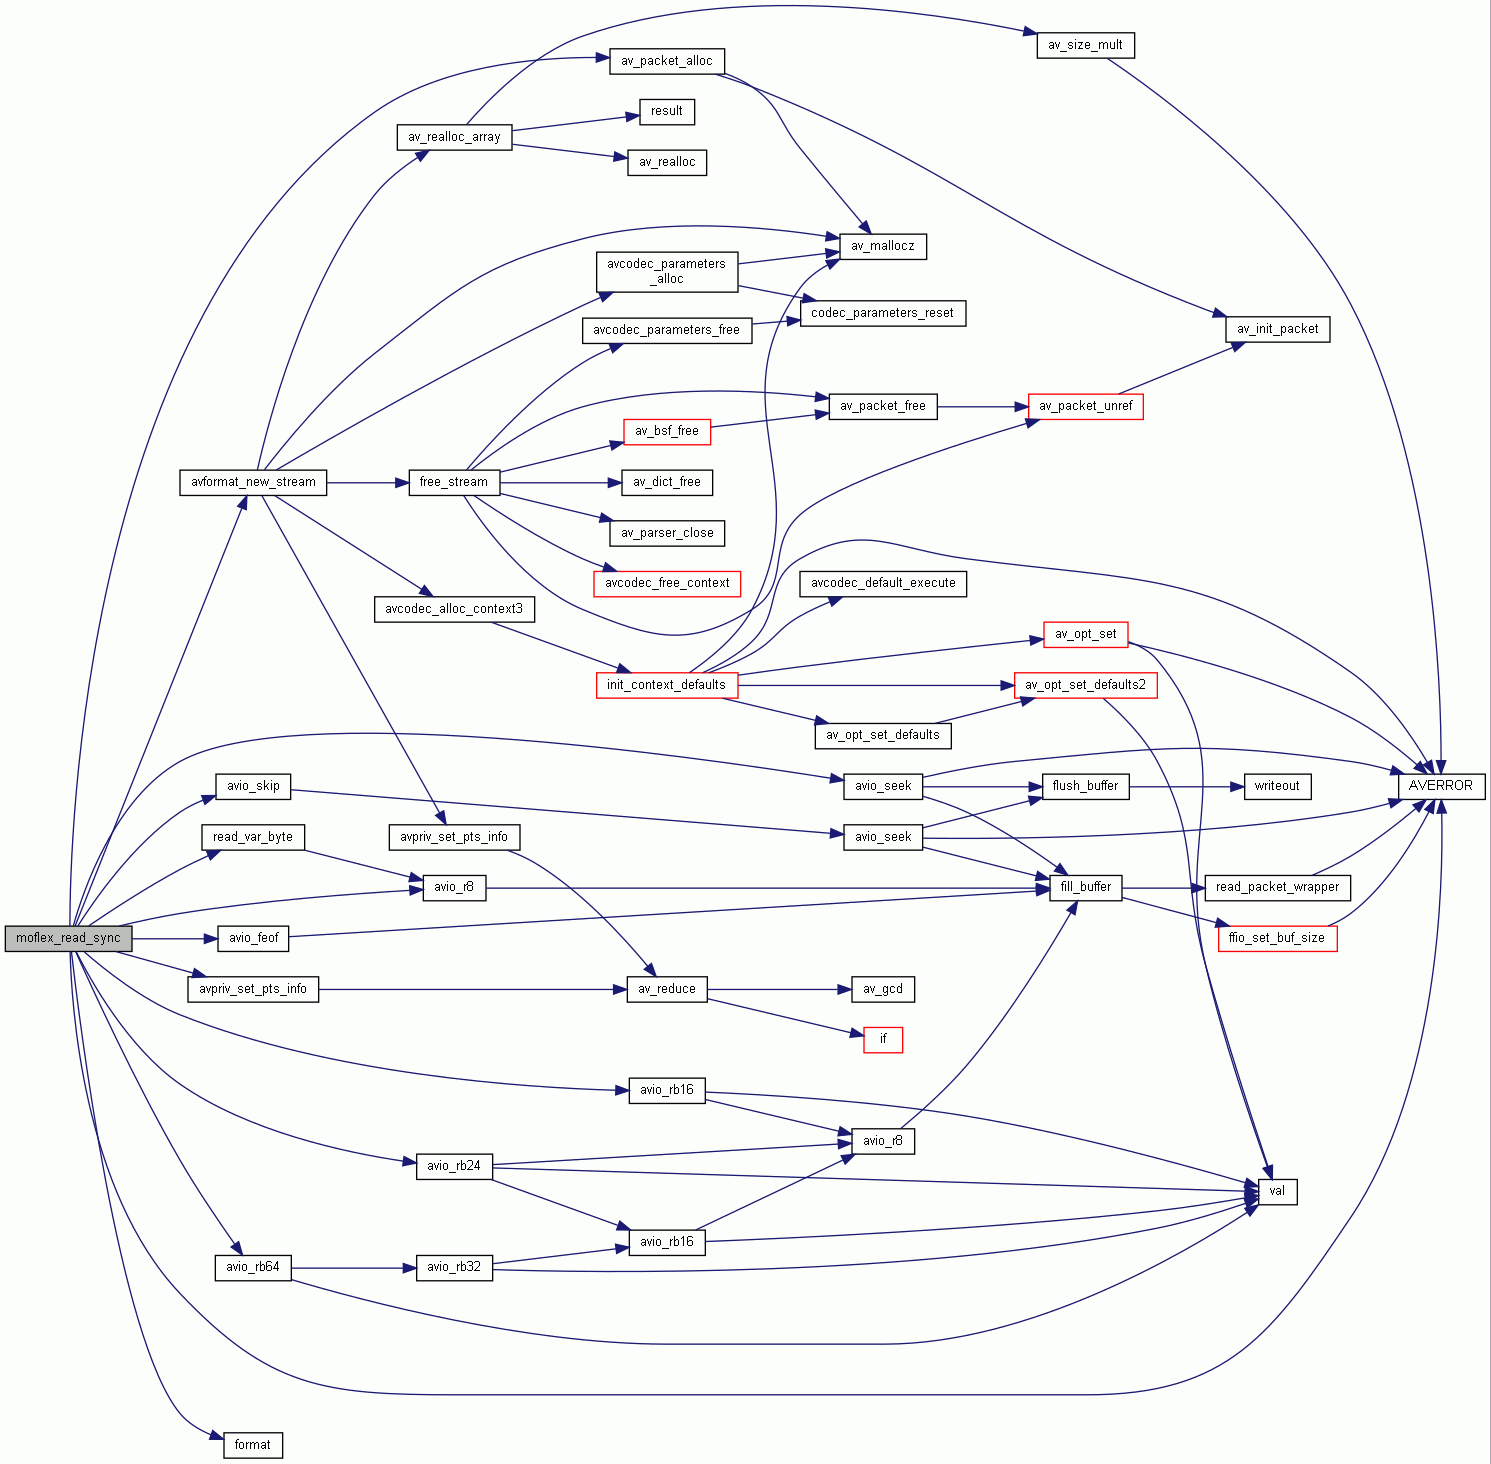 av_size_mult
av_packet_alloc
result
av_realloc_array
av_realloc
av_mallocz
avcodec_parameters
_alloc
codec_parameters_reset
avcodec_parameters_free
av_init_packet
av_packet_free
av_packet_unref
av_bsf_free
avformat_new_stream
free_stream
av_dict_free
av_parser_close
avcodec_free_context
avcodec_default_execute
avcodec_alloc_context3
av_opt_set
init_context_defaults
av_opt_set_defaults2
av_opt_set_defaults
avio_skip
avio_seek
flush_buffer
writeout
AVERROR
read_var_byte
avpriv_set_pts_info
avio_seek
avio_r8
fill_buffer
read_packet_wrapper
moflex_read_sync
avio_feof
ffio_set_buf_size
avpriv_set_pts_info
av_reduce
av_gcd
if
avio_rb16
avio_r8
avio_rb24
val
avio_rb16
avio_rb64
avio_rb32
format